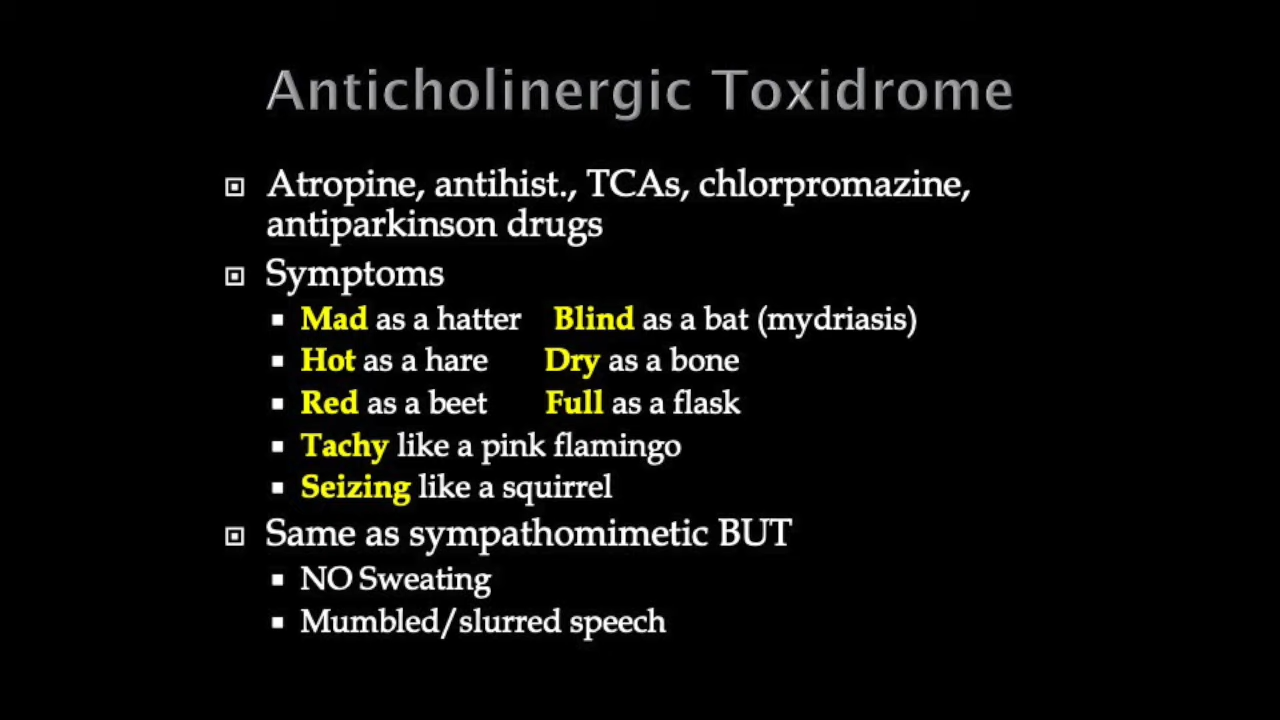 Anticholinergic Toxidrome
Atropine, antihist., TCAs, chlorpromazine,
antiparkinson drugs
Symptoms
Mad as a hatter Blind as a bat (mydriasis)
Hot as a hare Dry as a bone
Red as a beet Full as a flask
Tachy like a pink flamingo
Seizing like a squirrel
Same as sympathomimetic BUT
NO Sweating
Mumbled/slurred speech